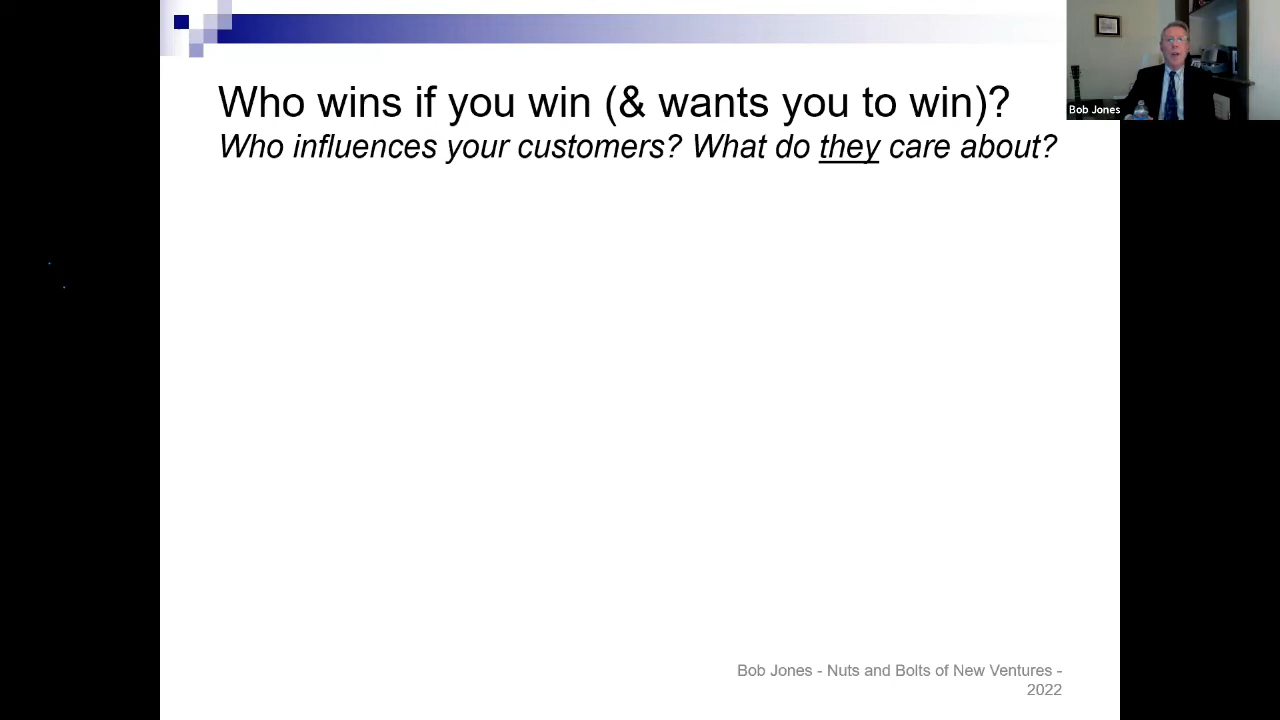 Who wins if you win (& wants you to win)?
Who influences your customers? What do they care about?
Bob Jones
Bob Jones - Nuts and Bolts of New Ventures -
2022